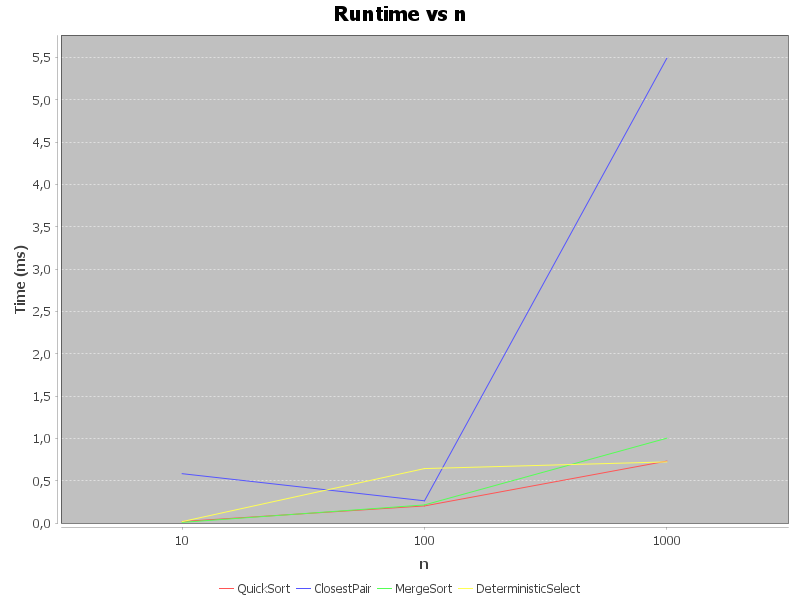 Runtime vs n
5,5
5,0
4,5
4,0
3,5
3,0
2,5
2,0
1,5
1,0
0,5
0,0
Time (ms)
10 100 1000
n
QuickSort ClosestPair MergeSort DeterministicSelect